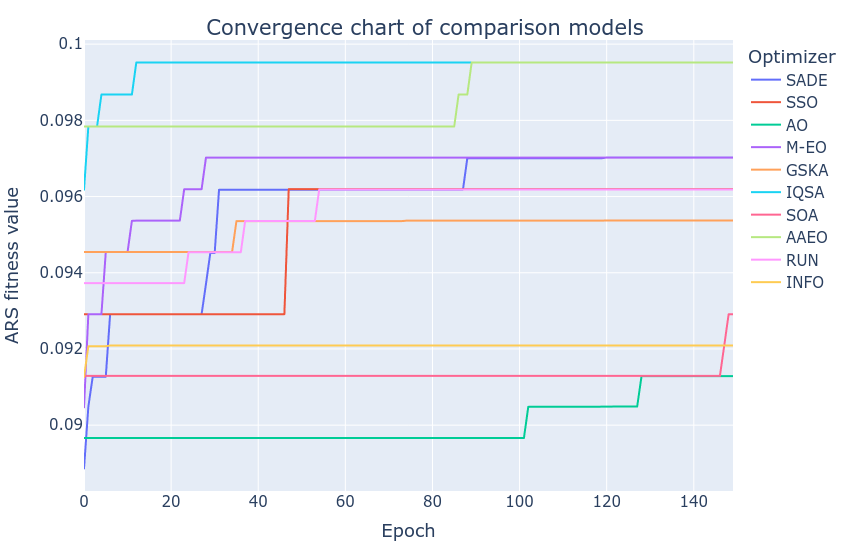 Convergence chart of comparison models
ARS fitness value
0.1
0.098
0.096
0.094
0.092
0.09
0
20
40
60
80
100
120
140
Epoch
Optimizer
SADE
SSO
AO
M-EO
GSKA
IQSA
SOA
AAEO
RUN
INFO